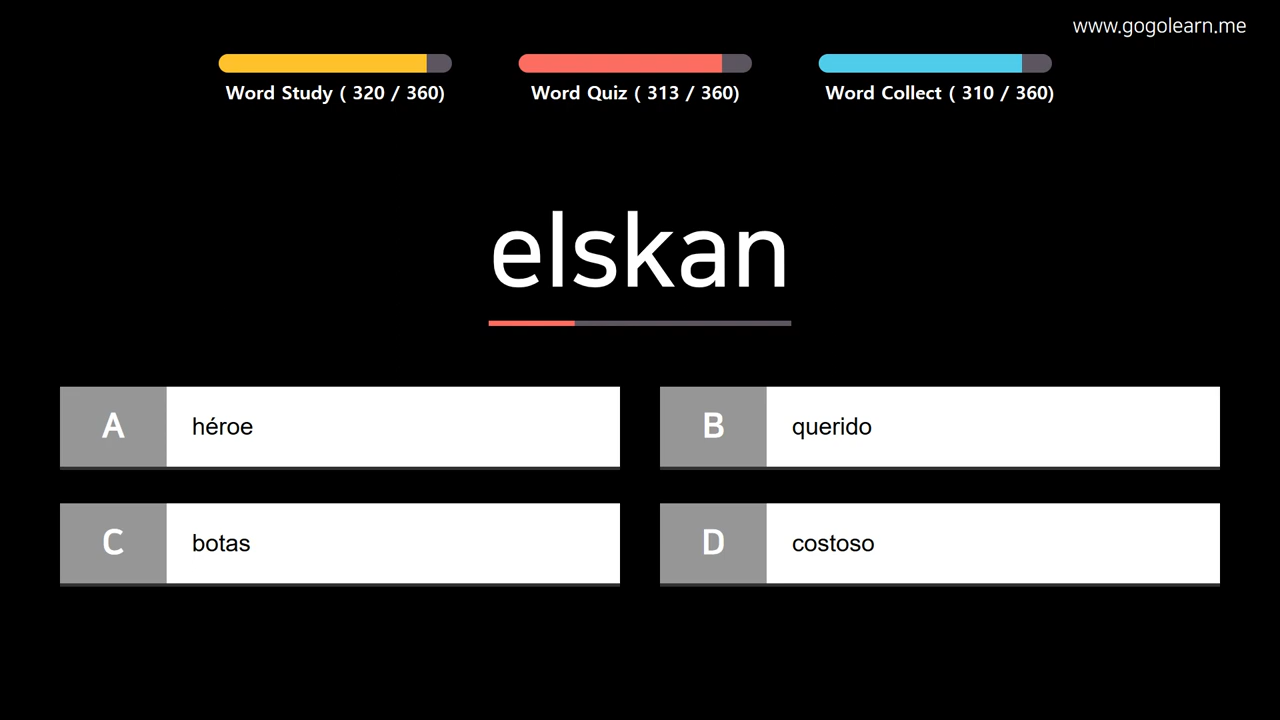 www.gogolearn.me
Word Study ( 320 / 360)
Word Quiz ( 313 / 360)
Word Collect ( 310 / 360)
elskan
A héroe
B querido
C botas
D costoso